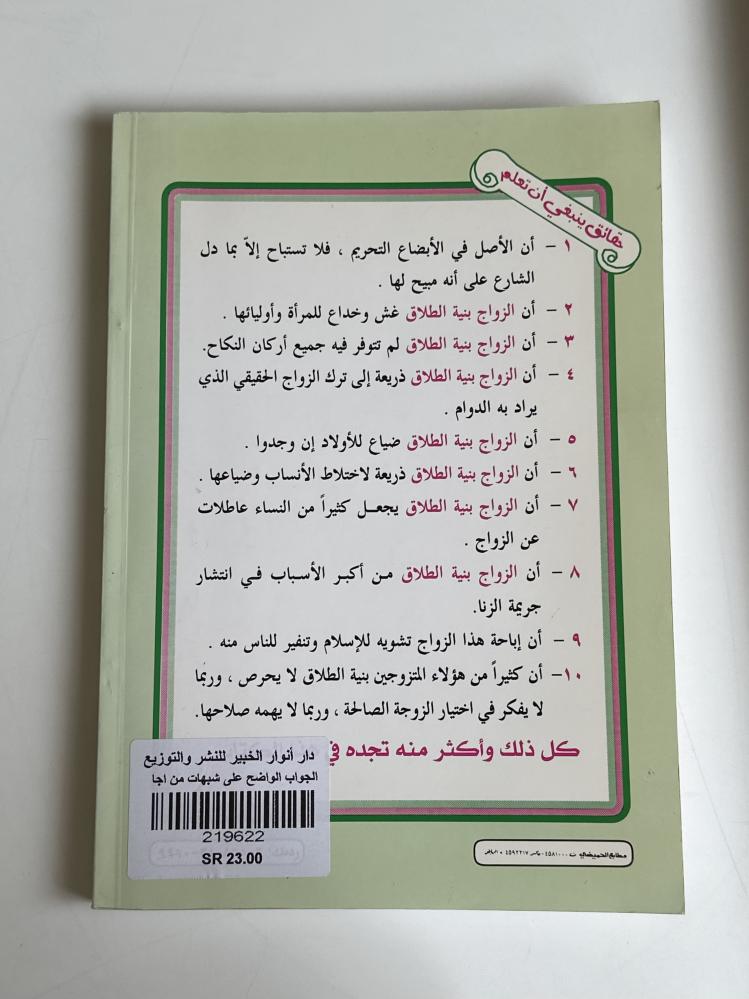 حقائق ينبغي أن تعلم
١ - أن الأصل في الأبضاع التحريم ، فلا تستباح إلاّ بما دل
الشارع على أنه مبيح لها .
٢ - أن الزواج بنية الطلاق غش وخداع للمرأة وأوليائها .
٣ - أن الزواج بنية الطلاق لم تتوفر فيه جميع أركان النكاح.
٤ - أن الزواج بنية الطلاق ذريعة إلى ترك الزواج الحقيقي الذي
يراد به الدوام .
٥ - أن الزواج بنية الطلاق ضياع للأولاد إن وجدوا .
٦ - أن الزواج بنية الطلاق ذريعة لاختلاط الأنساب وضياعها .
٧ - أن الزواج بنية الطلاق يجعل كثيراً من النساء عاطلات
عن الزواج .
٨ - أن الزواج بنية الطلاق من أكبر الأسباب في انتشار
جريمة الزنا.
٩ - أن إباحة هذا الزواج تشويه للإسلام وتنفير للناس منه .
١٠- أن كثيراً من هؤلاء المتزوجين بنية الطلاق لا يحرص ، وربما
لا يفكر في اختيار الزوجة الصالحة ، وربما لا يهمه صلاحها.
كل ذلك وأكثر منه تجده في
دار أنوار الخبير للنشر والتوزيع
الجواب الواضح على شبهات من اجا
219622
SR 23.00
مطابع الحميضي ت ٤٥٨١٠٠٠ - فاكس ٤٥٩٢٢١٧ - الرياض